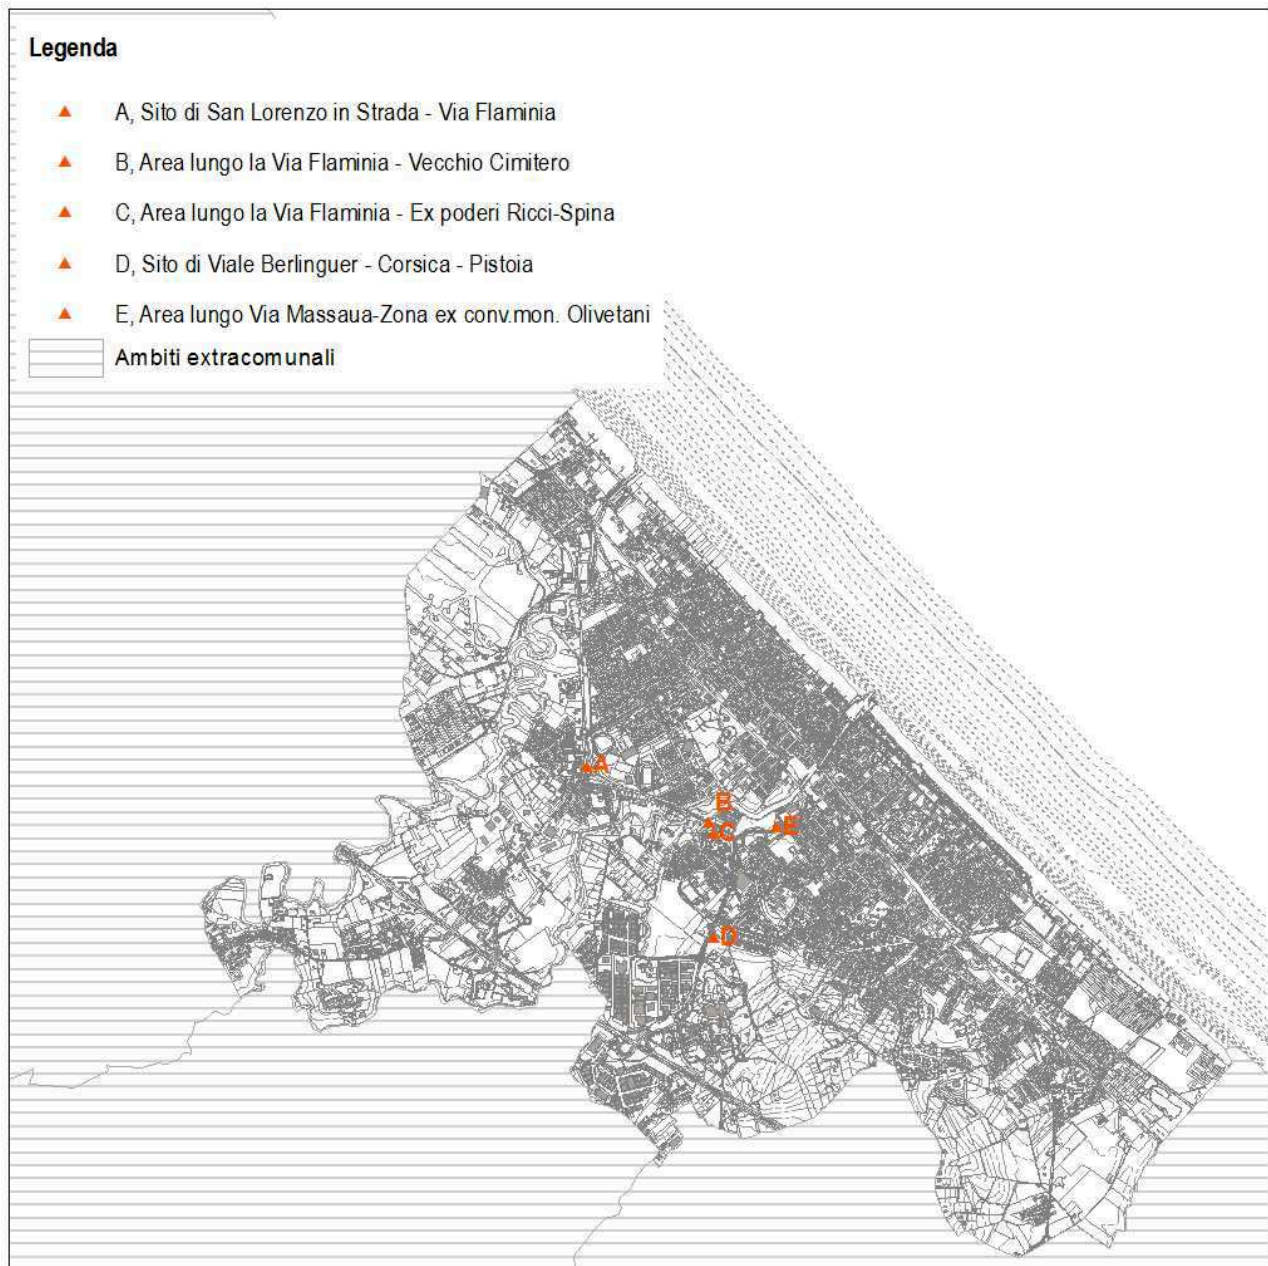 Legenda
A, Sito di San Lorenzo in Strada - Via Flaminia
B, Area lungo la Via Flaminia - Vecchio Cimitero
C, Area lungo la Via Flaminia - Ex poderi Ricci-Spina
D, Sito di Viale Berlinguer - Corsica - Pistoia
E, Area lungo Via Massaua-Zona ex conv.mon. Olivetani
Ambiti extracomunali
A
B
C
E
D